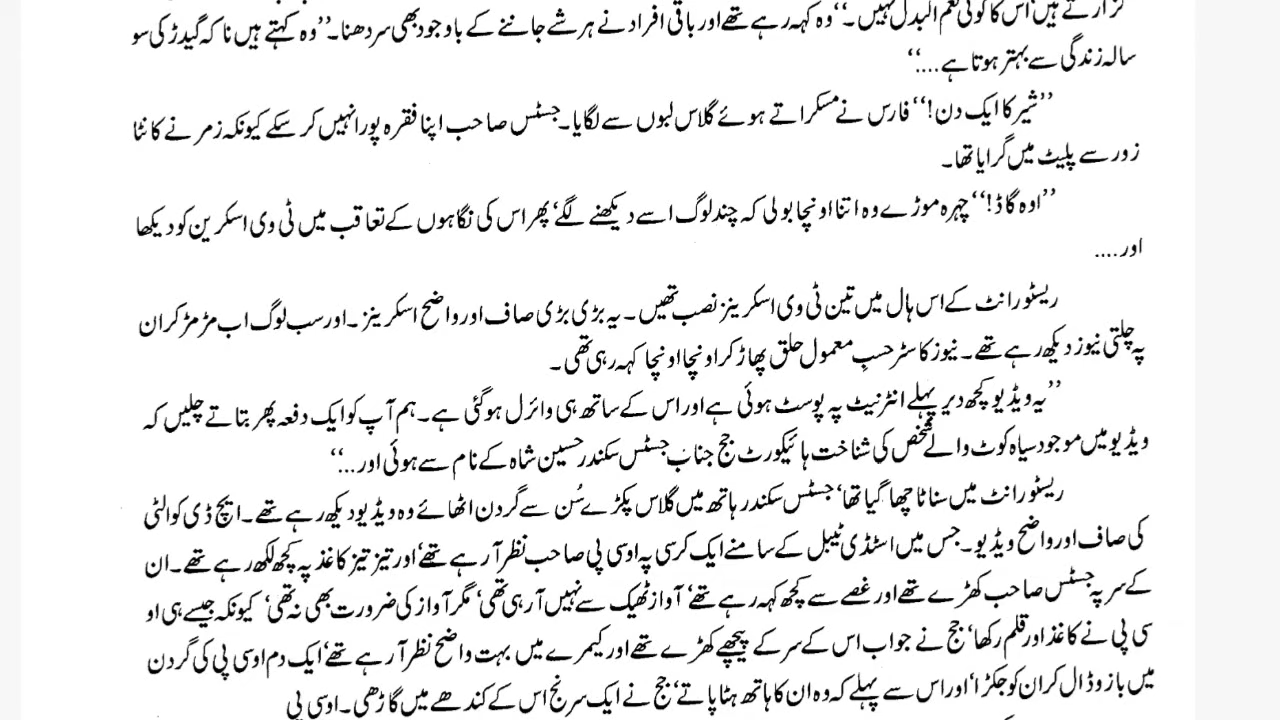 گزارتے ہیں اس کا کوئی نعم البدل نہیں۔‘‘ وہ کہہ رہے تھے اور باقی افراد نے ہر شے جاننے کے باوجود بھی سر دھنا۔ ’’وہ کہتے ہیں نا کہ گیدڑ کی سو
سالہ زندگی سے بہتر ہوتا ہے....‘‘
’’شیر کا ایک دن!‘‘ فارس نے مسکراتے ہوئے گلاس لبوں سے لگایا۔ جسٹس صاحب اپنا فقرہ پورا نہیں کر سکے کیونکہ زمر نے کانٹا
زور سے پلیٹ میں گرایا تھا۔
’’اوہ گاڈ!‘‘ چہرہ موڑے وہ اتنا اونچا بولی کہ چند لوگ اسے دیکھنے لگے‘ پھر اس کی نگاہوں کے تعاقب میں ٹی وی اسکرین کو دیکھا
اور....
ریسٹورانٹ کے اس ہال میں تین ٹی وی اسکرینز نصب تھیں۔ یہ بڑی بڑی صاف اور واضح اسکرینز۔ اور سب لوگ اب مڑ مڑ کر ان
پہ چلتی نیوز دیکھ رہے تھے۔ نیوز کاسٹر حسبِ معمول حلق پھاڑ کر اونچا اونچا کہہ رہی تھی۔
’’یہ ویڈیو کچھ دیر پہلے انٹرنیٹ پہ پوسٹ ہوئی ہے اور اس کے ساتھ ہی وائرل ہو گئی ہے۔ ہم آپ کو ایک دفعہ پھر بتاتے چلیں کہ
ویڈیو میں موجود سیاہ کوٹ والے شخص کی شناخت ہائیکورٹ جج جناب جسٹس سکندر حسین شاہ کے نام سے ہوئی اور...‘‘
ریسٹورانٹ میں سناٹا چھا گیا تھا‘ جسٹس سکندر ہاتھ میں گلاس پکڑے سُن سے گردن اٹھائے وہ ویڈیو دیکھ رہے تھے۔ ایچ ڈی کوالٹی
کی صاف اور واضح ویڈیو۔ جس میں اسٹڈی ٹیبل کے سامنے ایک کرسی پہ اوسی پی صاحب نظر آ رہے تھے‘ اور تیز تیز کاغذ پہ کچھ لکھ رہے تھے۔ ان
کے سر پہ جسٹس صاحب کھڑے تھے اور غصے سے کچھ کہہ رہے تھے‘ آواز ٹھیک سے نہیں آ رہی تھی‘ مگر آواز کی ضرورت بھی نہ تھی‘ کیونکہ جیسے ہی او
سی پی نے کاغذ اور قلم رکھا‘ جج نے جو اب اس کے سر کے پیچھے کھڑے تھے اور کیمرے میں بہت واضح نظر آ رہے تھے‘ ایک دم اوسی پی کی گردن
میں بازو ڈال کر ان کو جکڑا‘ اور اس سے پہلے کہ وہ ان کا ہاتھ ہٹا پاتے‘ جج نے ایک سرنج اس کے کندھے میں گاڑھی۔ اوسی پی